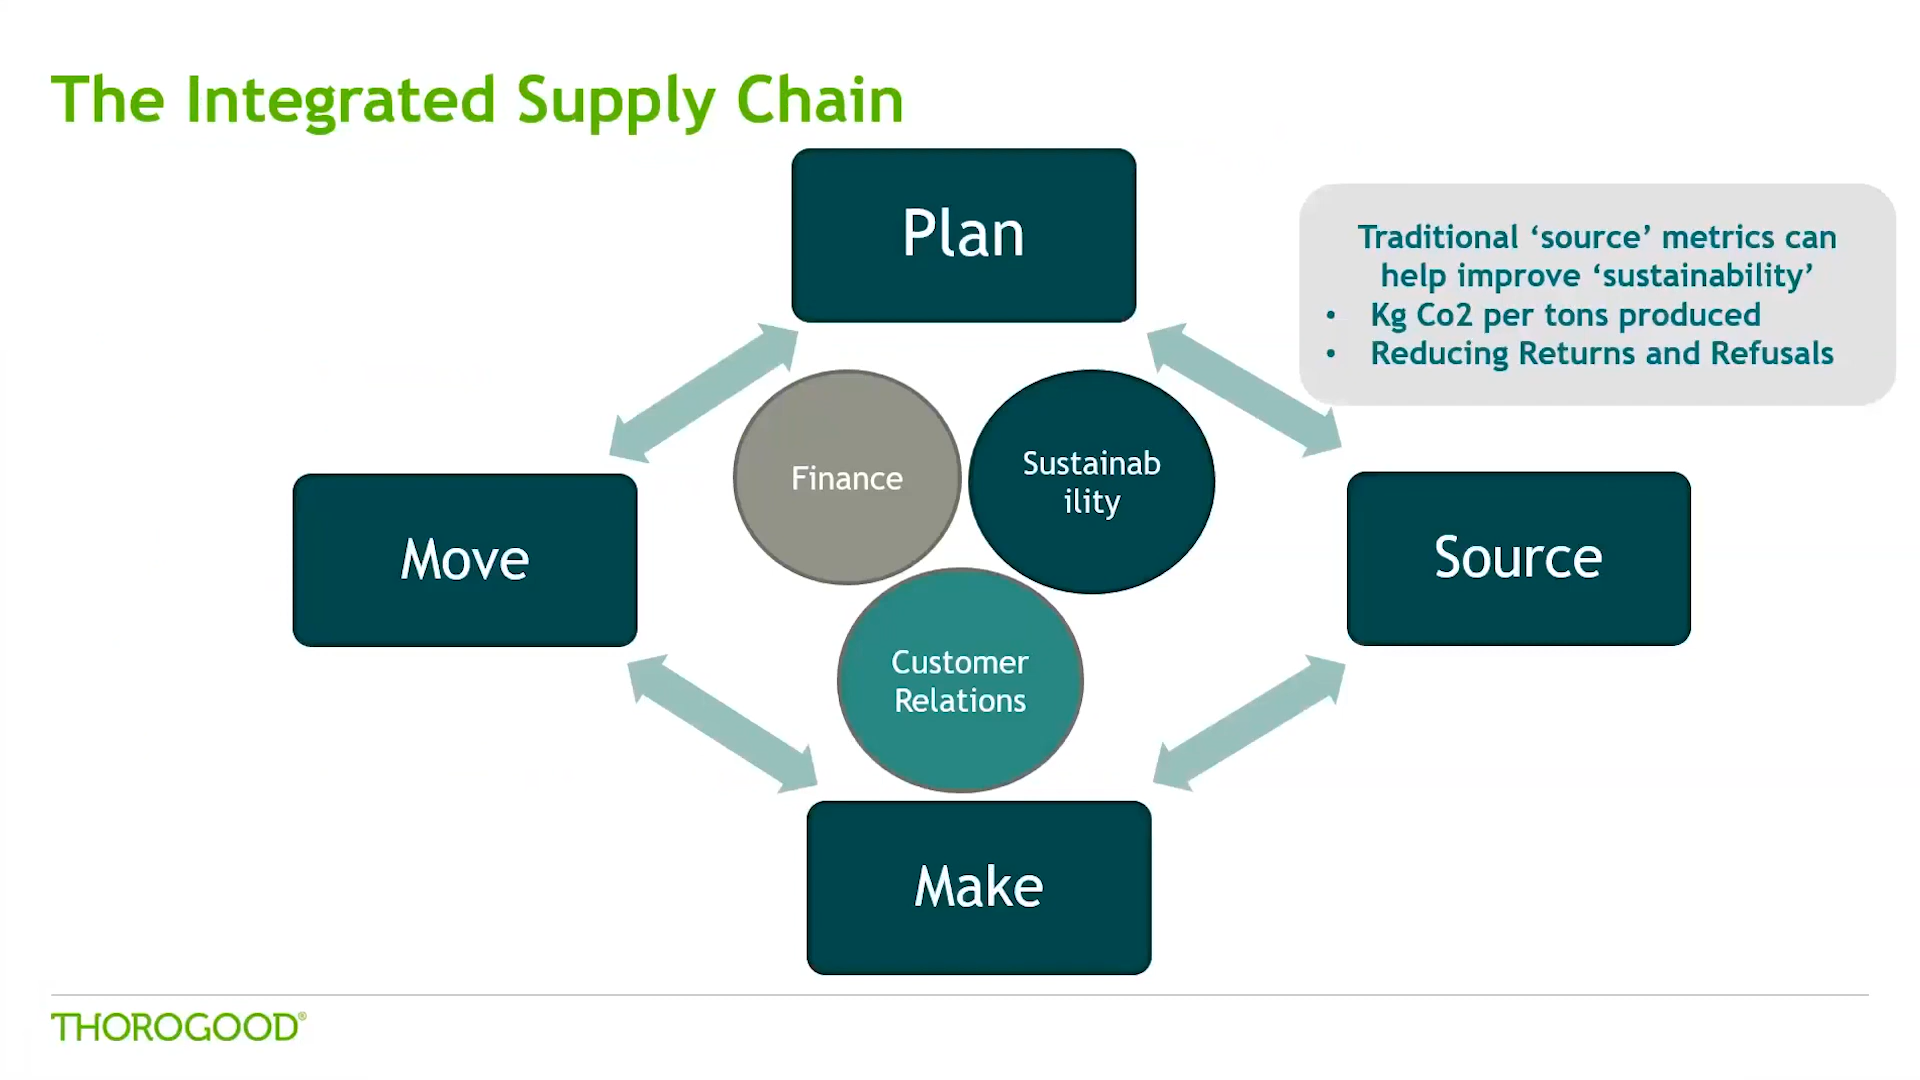 The Integrated Supply Chain
Plan
Traditional ‘source’ metrics can
help improve ‘sustainability’
• Kg Co2 per tons produced
• Reducing Returns and Refusals
Finance
Sustainab
ility
Move
Source
Customer
Relations
Make
THOROGOOD®